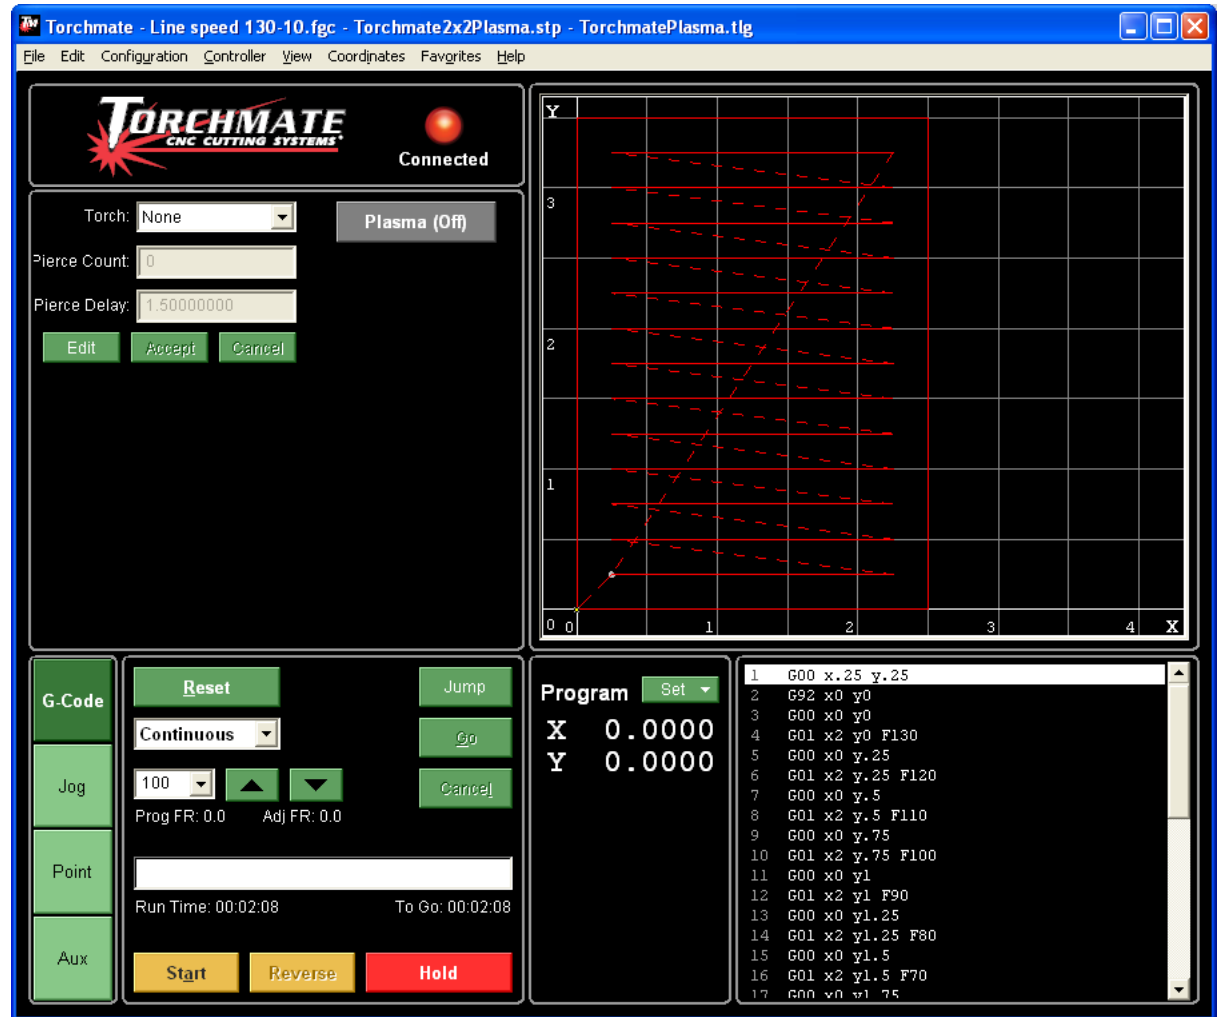 Torchmate - Line speed 130-10.fgc - Torchmate2x2Plasma.stp - TorchmatePlasma.tlg
File Edit Configuration Controller View Coordinates Favorites Help
TORCHMATE
CNC CUTTING SYSTEMS
Connected
Torch: None
Plasma (Off)
Pierce Count: 0
Pierce Delay: 1.50000000
Edit Accept Cancel
Y
3
2
1
0 0 1 2 3 4 X
G-Code
Jog
Point
Aux
Reset Jump
Continuous Go
100 Cancel
Prog FR: 0.0 Adj FR: 0.0
Run Time: 00:02:08 To Go: 00:02:08
Start Reverse Hold
Program Set
X 0.0000
Y 0.0000
1 G00 x.25 y.25
2 G92 x0 y0
3 G00 x0 y0
4 G01 x2 y0 F130
5 G00 x0 y.25
6 G01 x2 y.25 F120
7 G00 x0 y.5
8 G01 x2 y.5 F110
9 G00 x0 y.75
10 G01 x2 y.75 F100
11 G00 x0 y1
12 G01 x2 y1 F90
13 G00 x0 y1.25
14 G01 x2 y1.25 F80
15 G00 x0 y1.5
16 G01 x2 y1.5 F70
17 G00 x0 y1.75